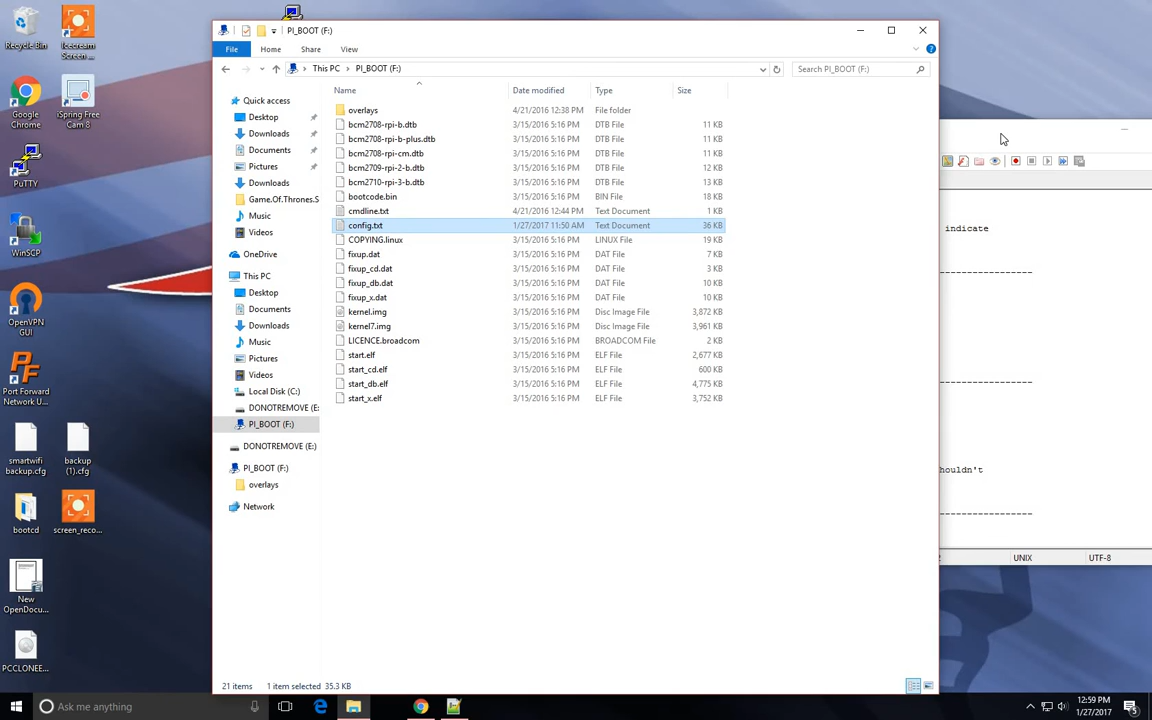 Recycle Bin
Icecream
Screen ...
Google
Chrome
iSpring Free
Cam 8
PuTTY
WinSCP
OpenVPN
GUI
Port Forward
Network U...
smartwifi
backup.cfg
backup
(1).cfg
bootcd
screen_reco...
New
OpenDocu...
PCCLONEE...
PI_BOOT (F:)
File Home Share View
This PC > PI_BOOT (F:)
Search PI_BOOT (F:)
Quick access
Desktop
Downloads
Documents
Pictures
Downloads
Game.Of.Thrones.S
Music
Videos
OneDrive
This PC
Desktop
Documents
Downloads
Music
Pictures
Videos
Local Disk (C:)
DONOTREMOVE (E:
PI_BOOT (F:)
DONOTREMOVE (E:)
PI_BOOT (F:)
overlays
Network
Name Date modified Type Size
overlays 4/21/2016 12:38 PM File folder
bcm2708-rpi-b.dtb 3/15/2016 5:16 PM DTB File 11 KB
bcm2708-rpi-b-plus.dtb 3/15/2016 5:16 PM DTB File 11 KB
bcm2708-rpi-cm.dtb 3/15/2016 5:16 PM DTB File 11 KB
bcm2709-rpi-2-b.dtb 3/15/2016 5:16 PM DTB File 12 KB
bcm2710-rpi-3-b.dtb 3/15/2016 5:16 PM DTB File 13 KB
bootcode.bin 3/15/2016 5:16 PM BIN File 18 KB
cmdline.txt 4/21/2016 12:44 PM Text Document 1 KB
config.txt 1/27/2017 11:50 AM Text Document 36 KB
COPYING.linux 3/15/2016 5:16 PM LINUX File 19 KB
fixup.dat 3/15/2016 5:16 PM DAT File 7 KB
fixup_cd.dat 3/15/2016 5:16 PM DAT File 3 KB
fixup_db.dat 3/15/2016 5:16 PM DAT File 10 KB
fixup_x.dat 3/15/2016 5:16 PM DAT File 10 KB
kernel.img 3/15/2016 5:16 PM Disc Image File 3,872 KB
kernel7.img 3/15/2016 5:16 PM Disc Image File 3,961 KB
LICENCE.broadcom 3/15/2016 5:16 PM BROADCOM File 2 KB
start.elf 3/15/2016 5:16 PM ELF File 2,677 KB
start_cd.elf 3/15/2016 5:16 PM ELF File 600 KB
start_db.elf 3/15/2016 5:16 PM ELF File 4,775 KB
start_x.elf 3/15/2016 5:16 PM ELF File 3,752 KB
21 items 1 item selected 35.3 KB
indicate
----------------
----------------
houldn't
----------------
UNIX UTF-8
Ask me anything
12:59 PM
1/27/2017
5